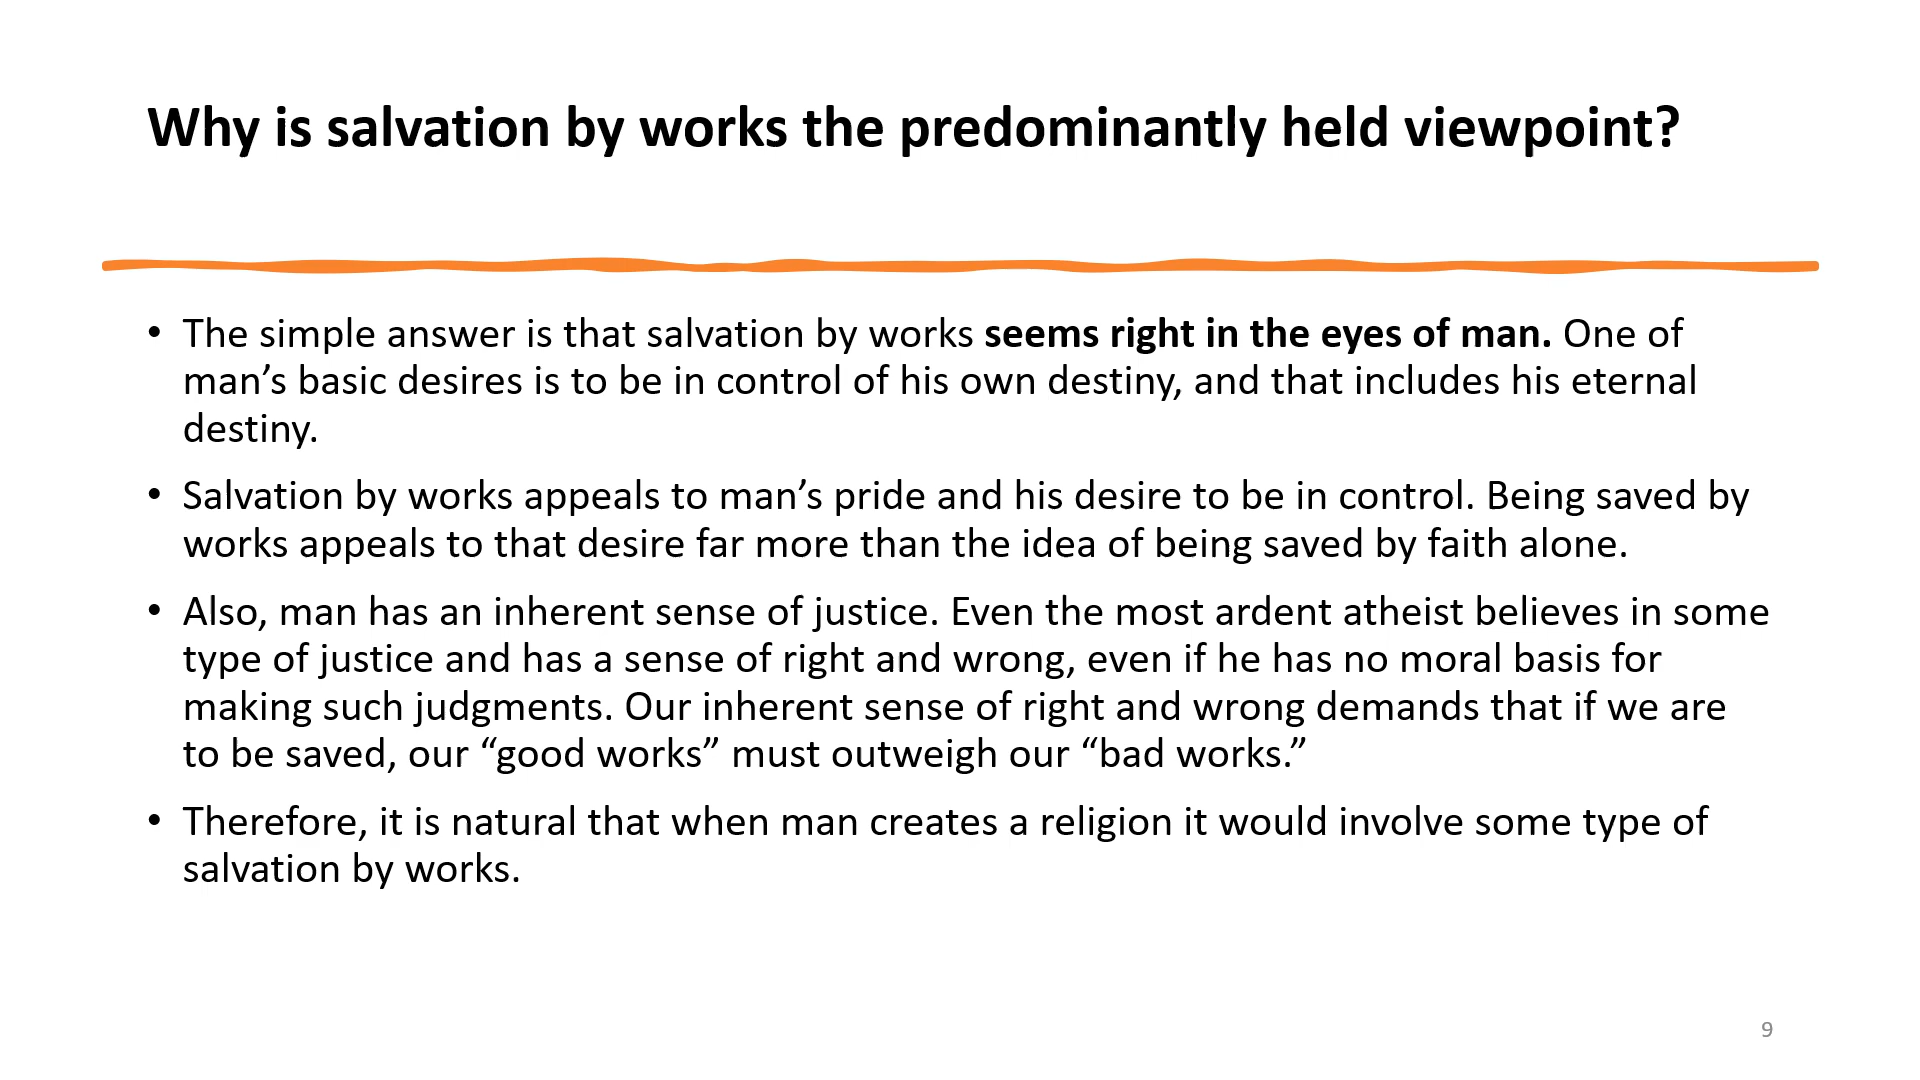 Why is salvation by works the predominantly held viewpoint?
• The simple answer is that salvation by works seems right in the eyes of man. One of
man’s basic desires is to be in control of his own destiny, and that includes his eternal
destiny.
• Salvation by works appeals to man’s pride and his desire to be in control. Being saved by
works appeals to that desire far more than the idea of being saved by faith alone.
• Also, man has an inherent sense of justice. Even the most ardent atheist believes in some
type of justice and has a sense of right and wrong, even if he has no moral basis for
making such judgments. Our inherent sense of right and wrong demands that if we are
to be saved, our “good works” must outweigh our “bad works.”
• Therefore, it is natural that when man creates a religion it would involve some type of
salvation by works.
9